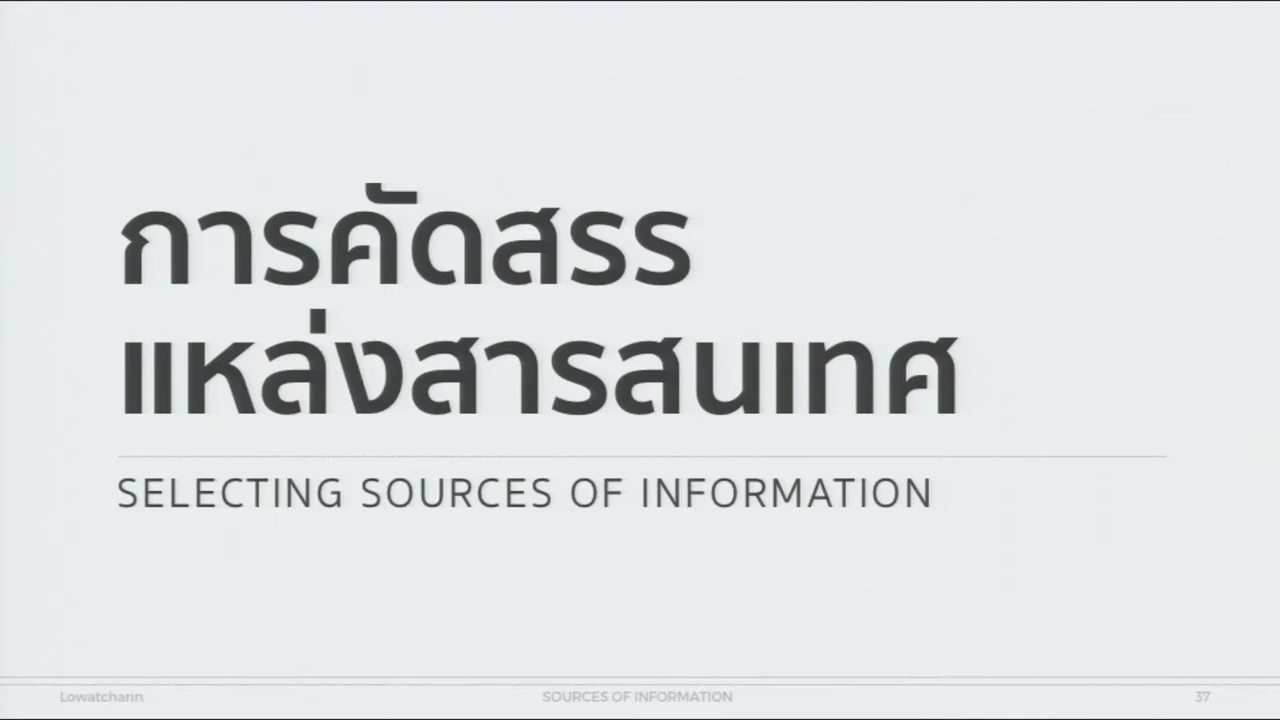 การคัดสรร
แหล่งสารสนเทศ
SELECTING SOURCES OF INFORMATION
Lowatcharin
SOURCES OF INFORMATION
37